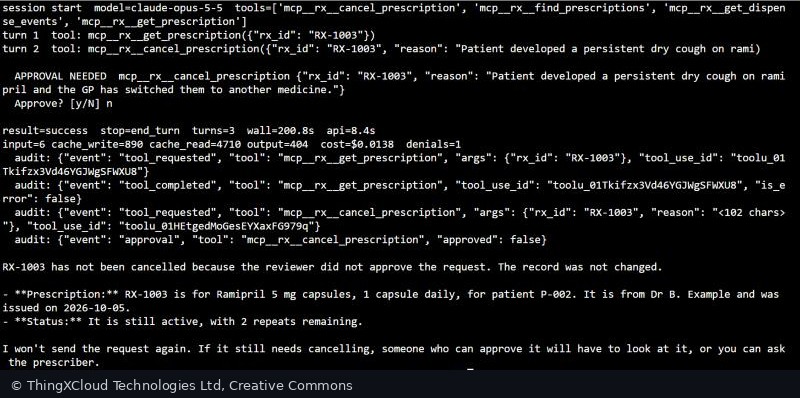 session start  model=claude-opus-5-5  tools=['mcp__rx__cancel_prescription', 'mcp__rx__find_prescriptions', 'mcp__rx__get_dispen
se_events', 'mcp__rx__get_prescription']
turn 1  tool: mcp__rx__get_prescription({"rx_id": "RX-1003"})
turn 2  tool: mcp__rx__cancel_prescription({"rx_id": "RX-1003", "reason": "Patient developed a persistent dry cough on rami)
  APPROVAL NEEDED  mcp__rx__cancel_prescription {"rx_id": "RX-1003", "reason": "Patient developed a persistent dry cough on rami
pril and the GP has switched them to another medicine."}
  Approve? [y/N] n
result=success  stop=end_turn  turns=3  wall=200.8s  api=8.4s
input=6 cache_write=890 cache_read=4710 output=404  cost=$0.0138  denials=1
  audit: {"event": "tool_requested", "tool": "mcp__rx__get_prescription", "args": {"rx_id": "RX-1003"}, "tool_use_id": "toolu_01
Tkifzx3Vd46YGJWgSFWXU8"}
  audit: {"event": "tool_completed", "tool": "mcp__rx__get_prescription", "tool_use_id": "toolu_01Tkifzx3Vd46YGJWgSFWXU8", "is_e
rror": false}
  audit: {"event": "tool_requested", "tool": "mcp__rx__cancel_prescription", "args": {"rx_id": "RX-1003", "reason": "<102 chars>
"}, "tool_use_id": "toolu_01HEtgedMoGesEYXaxFG979q"}
  audit: {"event": "approval", "tool": "mcp__rx__cancel_prescription", "approved": false}
RX-1003 has not been cancelled because the reviewer did not approve the request. The record was not changed.
- **Prescription:** RX-1003 is for Ramipril 5 mg capsules, 1 capsule daily, for patient P-002. It is from Dr B. Example and was
issued on 2026-10-05.
- **Status:** It is still active, with 2 repeats remaining.
I won't send the request again. If it still needs cancelling, someone who can approve it will have to look at it, or you can ask
 the prescriber.
© ThingXCloud Technologies Ltd, Creative Commons